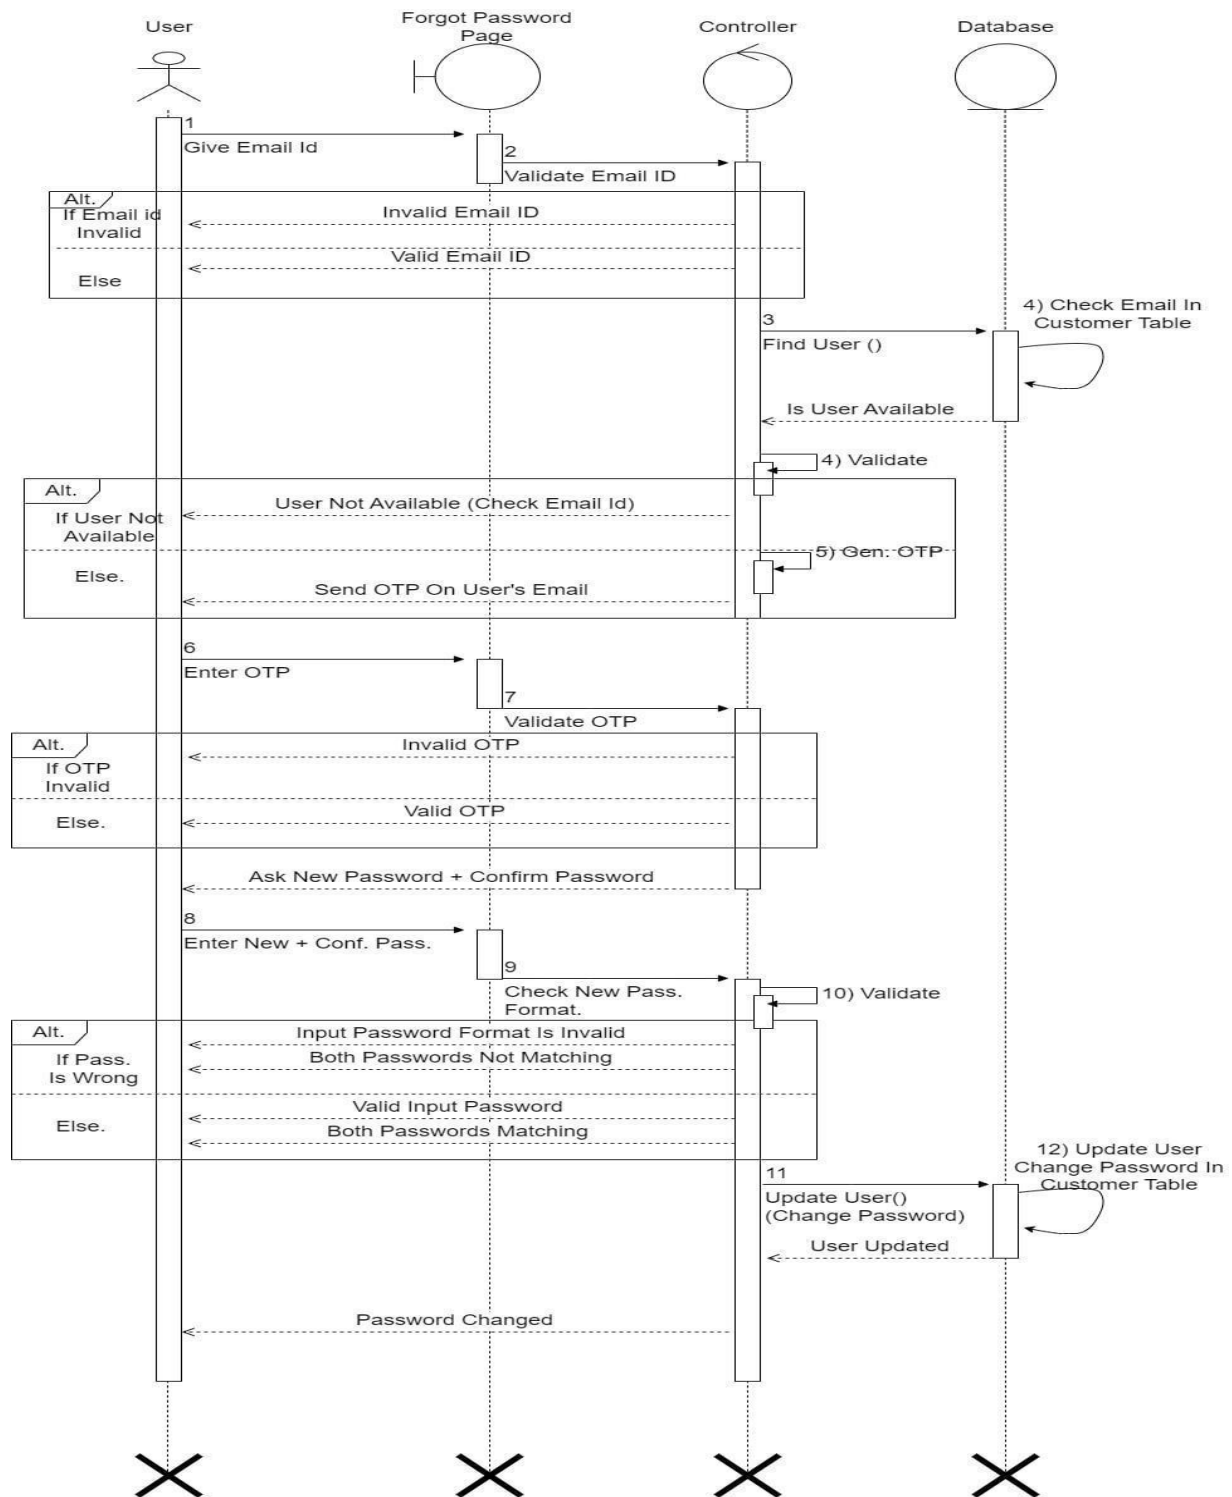 User
Forgot Password
Page
Controller
Database
1
Give Email Id
2
Validate Email ID
Alt.
If Email id
Invalid
Invalid Email ID
Valid Email ID
Else
3
Find User ()
4) Check Email In
Customer Table
Is User Available
4) Validate
Alt.
If User Not
Available
User Not Available (Check Email Id)
5) Gen. OTP
Else.
Send OTP On User's Email
6
Enter OTP
7
Validate OTP
Alt.
If OTP
Invalid
Invalid OTP
Valid OTP
Else.
Ask New Password + Confirm Password
8
Enter New + Conf. Pass.
9
Check New Pass.
Format.
10) Validate
Alt.
If Pass.
Is Wrong
Input Password Format Is Invalid
Both Passwords Not Matching
Valid Input Password
Else.
Both Passwords Matching
11
Update User()
(Change Password)
12) Update User
Change Password In
Customer Table
User Updated
Password Changed